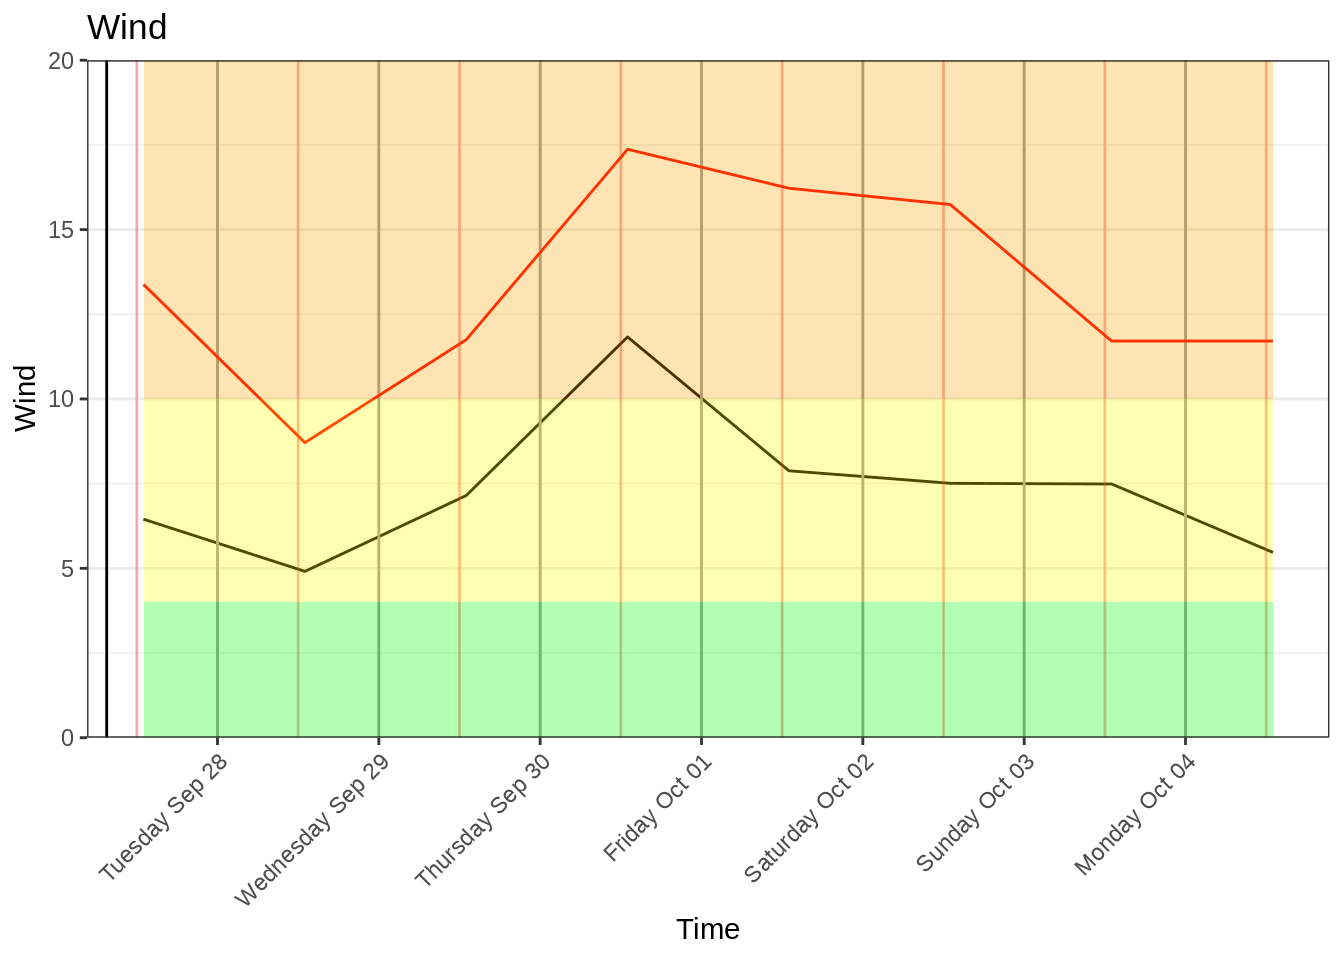 Wind
20
15
10
5
0
Wind
Tuesday Sep 28
Wednesday Sep 29
Thursday Sep 30
Friday Oct 01
Saturday Oct 02
Sunday Oct 03
Monday Oct 04
Time